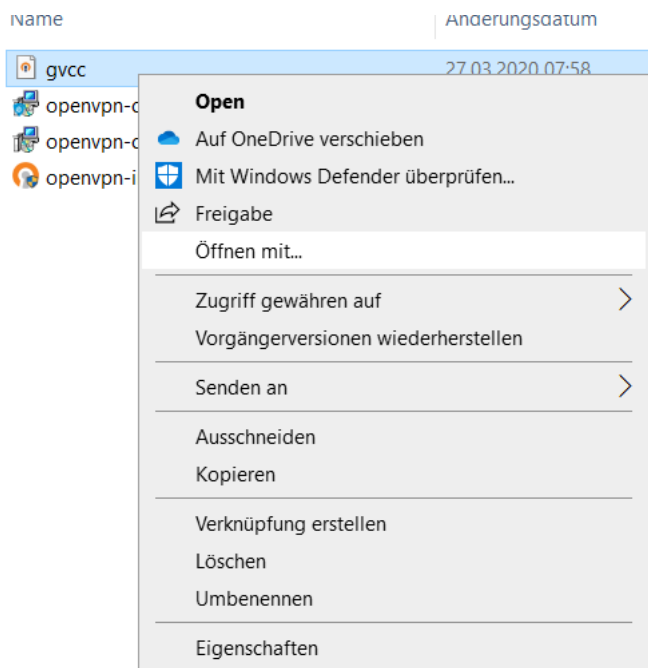 Name
Änderungsdatum
gvcc
27.03.2020 07:58
openvpn-c
openvpn-c
openvpn-i
Open
Auf OneDrive verschieben
Mit Windows Defender überprüfen...
Freigabe
Öffnen mit...
Zugriff gewähren auf
Vorgängerversionen wiederherstellen
Senden an
Ausschneiden
Kopieren
Verknüpfung erstellen
Löschen
Umbenennen
Eigenschaften